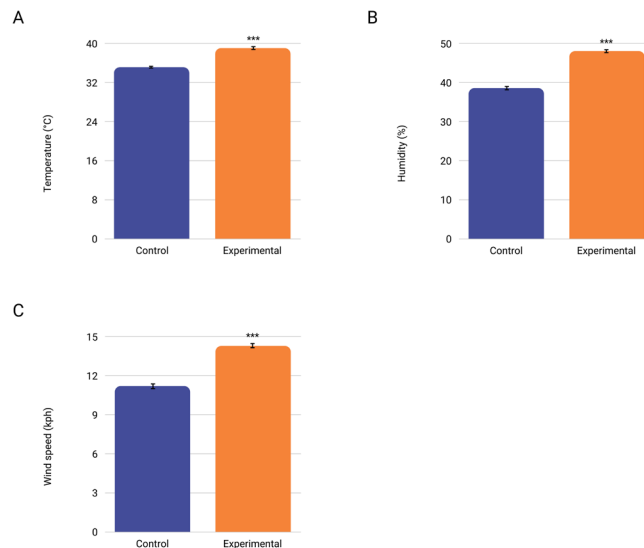 A
Temperature (°C)
40
32
24
16
8
0
***
Control
Experimental
B
Humidity (%)
50
40
30
20
10
0
***
Control
Experimental
C
Wind speed (kph)
15
12
9
6
3
0
***
Control
Experimental